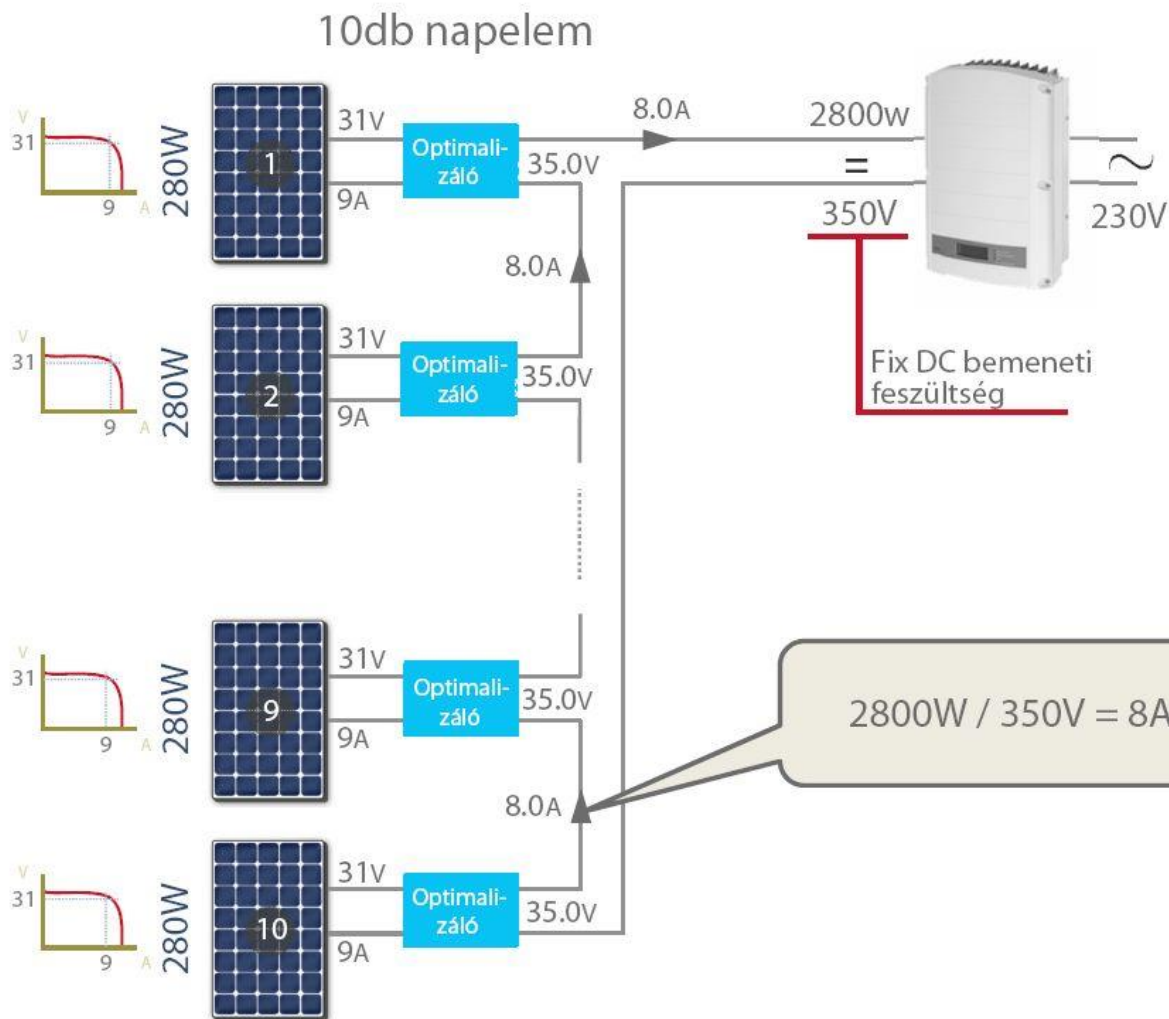 10db napelem
V
31
9
A
280W
1
31V
9A
Optimali-
záló
35.0V
8.0A
2800w
=
350V
~
230V
Fix DC bemeneti
feszültség
8.0A
V
31
9
A
280W
2
31V
9A
Optimali-
záló
35.0V
V
31
9
A
280W
9
31V
9A
Optimali-
záló
35.0V
2800W / 350V = 8A
8.0A
V
31
9
A
280W
10
31V
9A
Optimali-
záló
35.0V